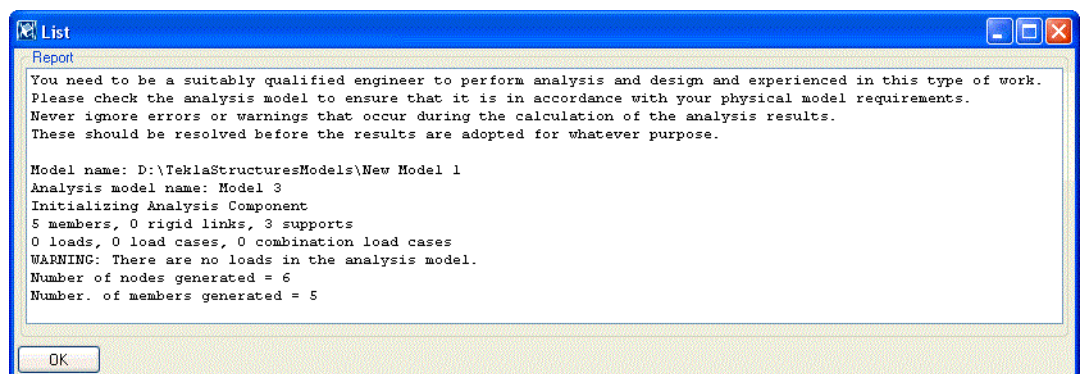 List
Report
You need to be a suitably qualified engineer to perform analysis and design and experienced in this type of work.
Please check the analysis model to ensure that it is in accordance with your physical model requirements.
Never ignore errors or warnings that occur during the calculation of the analysis results.
These should be resolved before the results are adopted for whatever purpose.
Model name: D:\TeklaStructuresModels\New Model 1
Analysis model name: Model 3
Initializing Analysis Component
5 members, 0 rigid links, 3 supports
0 loads, 0 load cases, 0 combination load cases
WARNING: There are no loads in the analysis model.
Number of nodes generated = 6
Number. of members generated = 5
OK